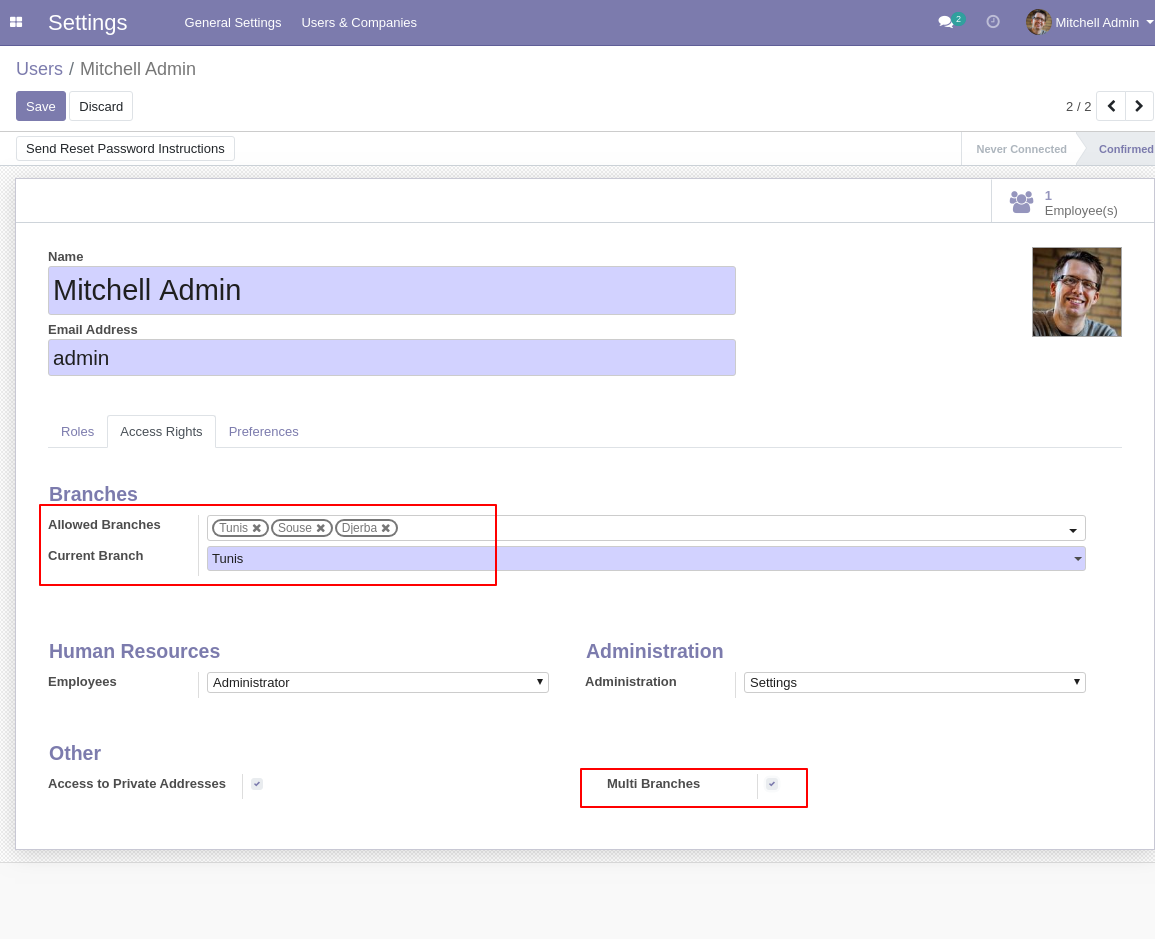 Settings General Settings Users & Companies 2 Mitchell Admin
Users / Mitchell Admin
Save Discard 2 / 2
Send Reset Password Instructions Never Connected Confirmed
1
Employee(s)
Name
Mitchell Admin
Email Address
admin
Roles Access Rights Preferences
Branches
Allowed Branches Tunis Souse Djerba
Current Branch Tunis
Human Resources Administration
Employees Administrator Administration Settings
Other
Access to Private Addresses Multi Branches